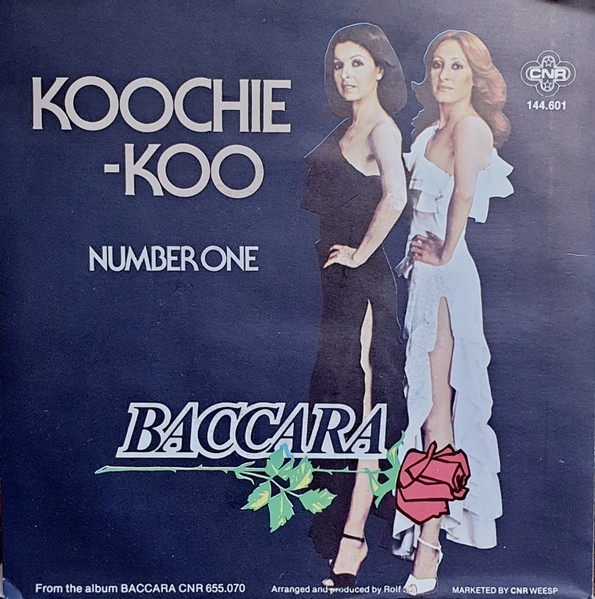 KOOCHIE
-KOO
NUMBER ONE
CNR
144.601
BACCARA
From the album BACCARA CNR 655.070
Arranged and produced by Rolf
MARKETED BY CNR WEESP